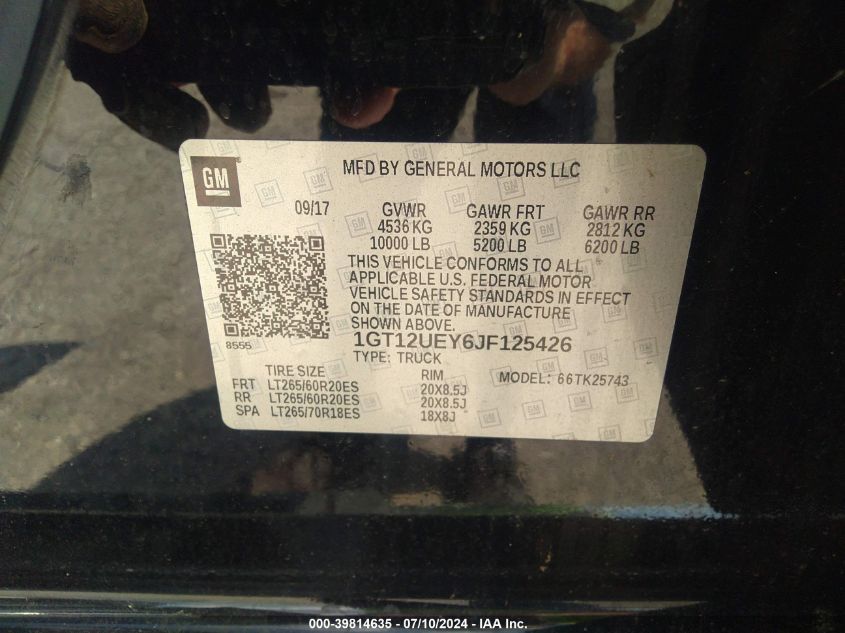 GM
MFD BY GENERAL MOTORS LLC
09/17 GVWR GAWR FRT GAWR RR
4536 KG 2359 KG 2812 KG
10000 LB 5200 LB 6200 LB
THIS VEHICLE CONFORMS TO ALL
APPLICABLE U.S. FEDERAL MOTOR
VEHICLE SAFETY STANDARDS IN EFFECT
ON THE DATE OF MANUFACTURE
SHOWN ABOVE.
8555 1GT12UEY6JF125426
TYPE: TRUCK
TIRE SIZE RIM MODEL: 66TK25743
FRT LT265/60R20ES 20X8.5J
RR LT265/60R20ES 20X8.5J
SPA LT265/70R18ES 18X8J
000-39814635 - 07/10/2024 - IAA Inc.